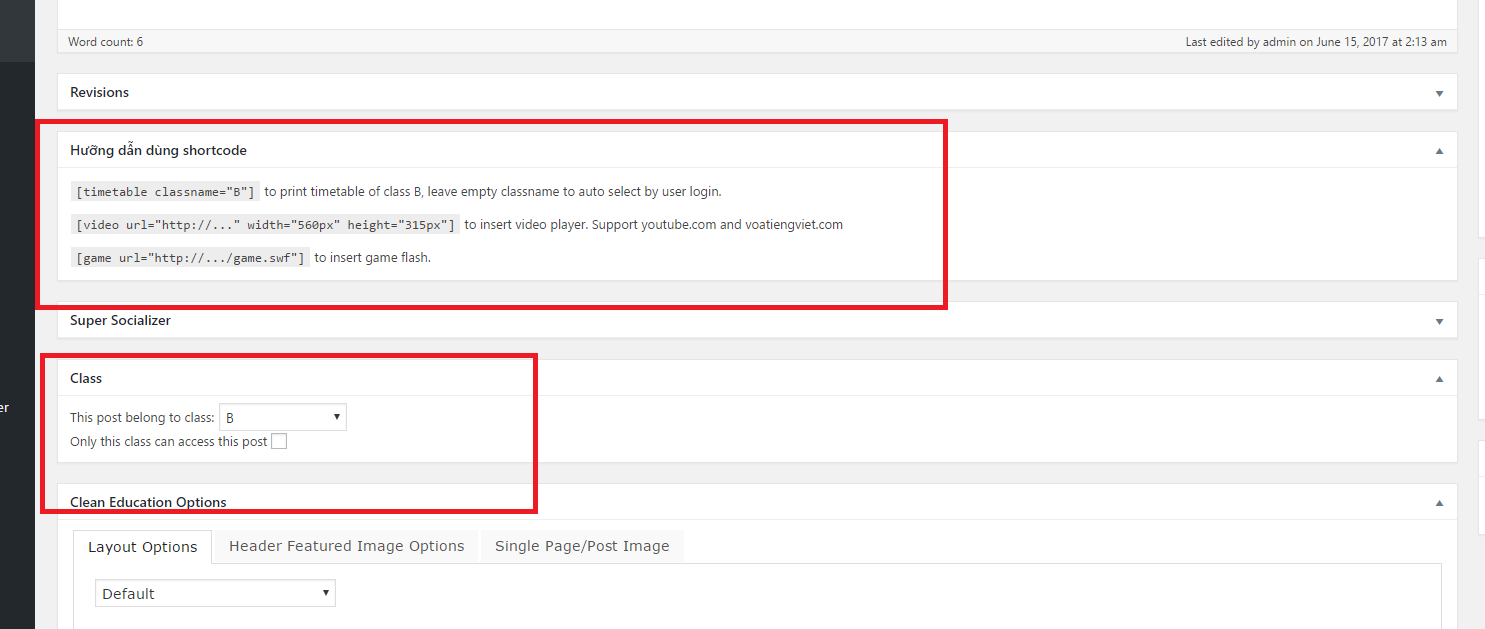 Word count: 6 Last edited by admin on June 15, 2017 at 2:13 am
Revisions
Hưỡng dẫn dùng shortcode
[timetable classname="B"] to print timetable of class B, leave empty classname to auto select by user login.
[video url="http://..." width="560px" height="315px"] to insert video player. Support youtube.com and voatiengviet.com
[game url="http://.../game.swf"] to insert game flash.
Super Socializer
Class
er
This post belong to class: B
Only this class can access this post
Clean Education Options
Layout Options Header Featured Image Options Single Page/Post Image
Default